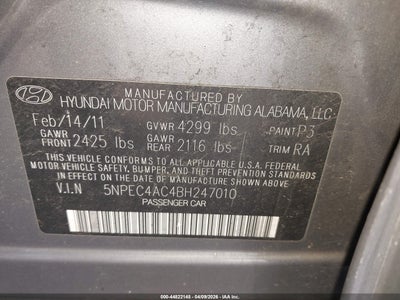 MANUFACTURED BY
HYUNDAI MOTOR MANUFACTURING ALABAMA, LLC
Feb/14/11 GVWR 4299 lbs PAINT P3
GAWR FRONT 2425 lbs GAWR REAR 2116 lbs TRIM RA
THIS VEHICLE CONFORMS TO ALL APPLICABLE U.S.A. FEDERAL
MOTOR VEHICLE SAFETY, BUMPER, AND THEFT PREVENTION STANDARDS
IN EFFECT ON THE DATE OF MANUFACTURE SHOWN ABOVE.
V.I.N 5NPEC4AC4BH247010
PASSENGER CAR
000-44822148 - 04/09/2026 - ©IAA, Inc.